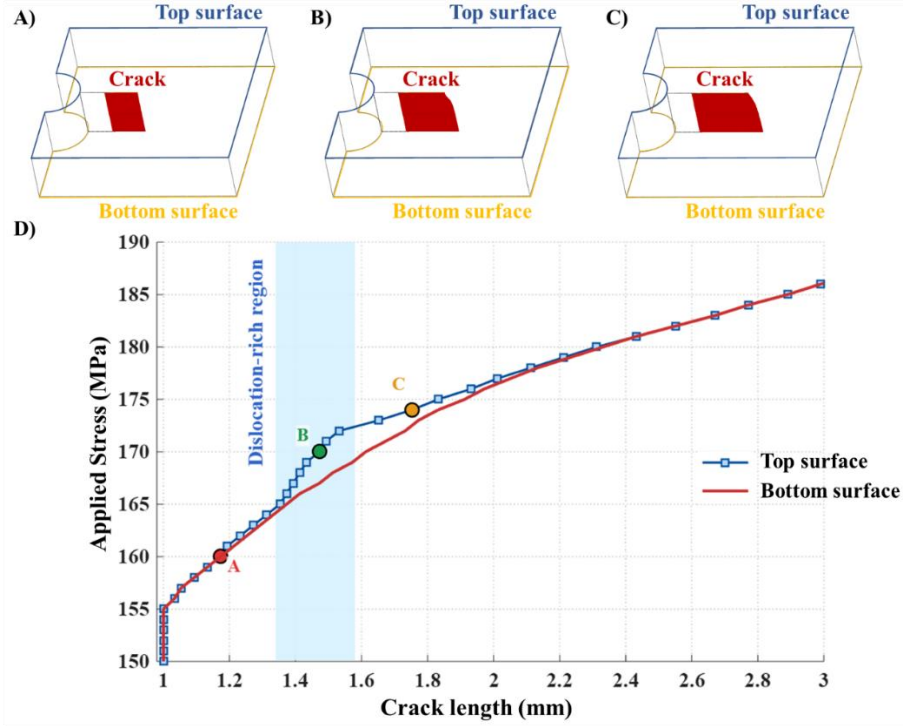 A)
Top surface
Crack
Bottom surface
B)
Top surface
Crack
Bottom surface
C)
Top surface
Crack
Bottom surface
D)
190
185
180
175
170
165
160
155
150
Applied Stress (MPa)
Dislocation-rich region
A
B
C
Top surface
Bottom surface
1
1.2
1.4
1.6
1.8
2
2.2
2.4
2.6
2.8
3
Crack length (mm)